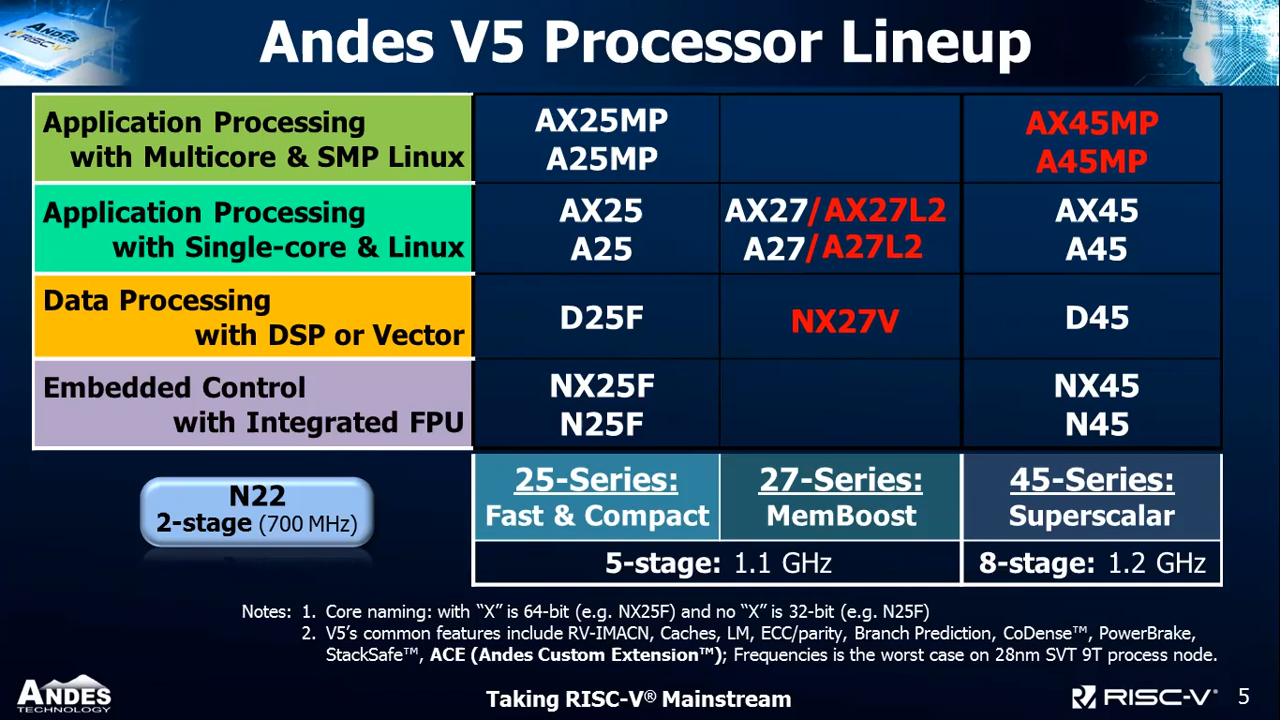 ANDES
RISC-V
Andes V5 Processor Lineup
Application Processing
with Multicore & SMP Linux
AX25MP
A25MP
AX45MP
A45MP
Application Processing
with Single-core & Linux
AX25
A25
AX27/AX27L2
A27/A27L2
AX45
A45
Data Processing
with DSP or Vector
D25F
NX27V
D45
Embedded Control
with Integrated FPU
NX25F
N25F
NX45
N45
N22
2-stage (700 MHz)
25-Series:
Fast & Compact
27-Series:
MemBoost
45-Series:
Superscalar
5-stage: 1.1 GHz
8-stage: 1.2 GHz
Notes: 1. Core naming: with “X” is 64-bit (e.g. NX25F) and no “X” is 32-bit (e.g. N25F)
2. V5’s common features include RV-IMACN, Caches, LM, ECC/parity, Branch Prediction, CoDense™, PowerBrake,
StackSafe™, ACE (Andes Custom Extension™); Frequencies is the worst case on 28nm SVT 9T process node.
ANDES
TECHNOLOGY
Taking RISC-V® Mainstream
RISC-V®
5